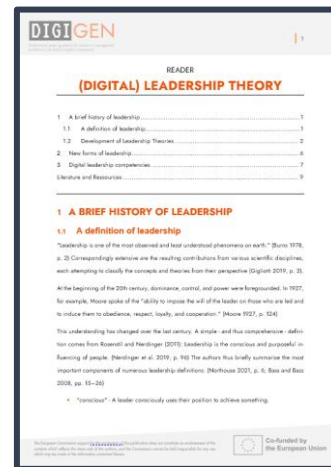 DIGIGEN
1
READER
(DIGITAL) LEADERSHIP THEORY
1 A brief history of leadership 1
1.1 A definition of leadership 1
1.2 Development of Leadership Theories 2
2 New forms of leadership 6
3 Digital leadership competencies 7
Literature and Ressources 9
1 A BRIEF HISTORY OF LEADERSHIP
1.1 A definition of leadership
"Leadership is one of the most observed and least understood phenomena on earth." (Burns 1978,
p. 2) Correspondingly extensive are the resulting contributions from various scientific disciplines,
each attempting to classify the concepts and theories from their perspective (Gigliotti 2019, p. 3).
At the beginning of the 20th century, dominance, control, and power were foregrounded. In 1927,
for example, Moore spoke of the "ability to impose the will of the leader on those who are led and
to induce them to obedience, respect, loyalty, and cooperation." (Moore 1927, p. 124)
This understanding has changed over the last century. A simple - and thus comprehensive - defini-
tion comes from Rosenstil and Nerdinger (2011): Leadership is the conscious and purposeful in-
fluencing of people. (Nerdinger et al. 2019, p. 96) The authors thus briefly summarise the most
important components of numerous leadership definitions: (Northouse 2021, p. 6; Bass and Bass
2008, pp. 15–26)
• "conscious" - A leader consciously uses their position to achieve something.
Co-funded by
the European Union